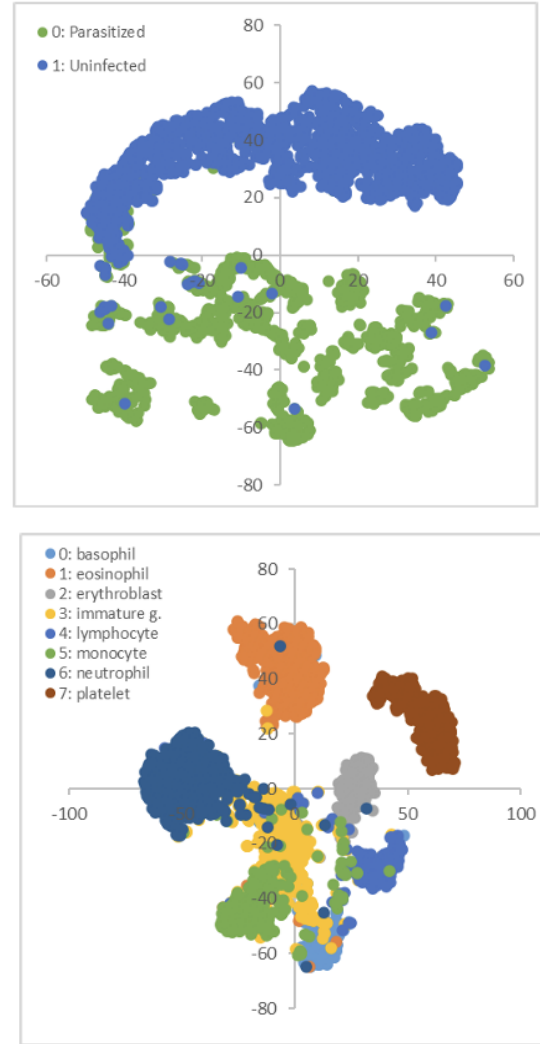 0: Parasitized
1: Uninfected
80
60
40
20
0
-60 -40 -20 0 20 40 60
-20
-40
-60
-80
0: basophil
1: eosinophil
2: erythroblast
3: immature g.
4: lymphocyte
5: monocyte
6: neutrophil
7: platelet
80
60
40
20
0
-100 -50 0 50 100
-20
-40
-60
-80